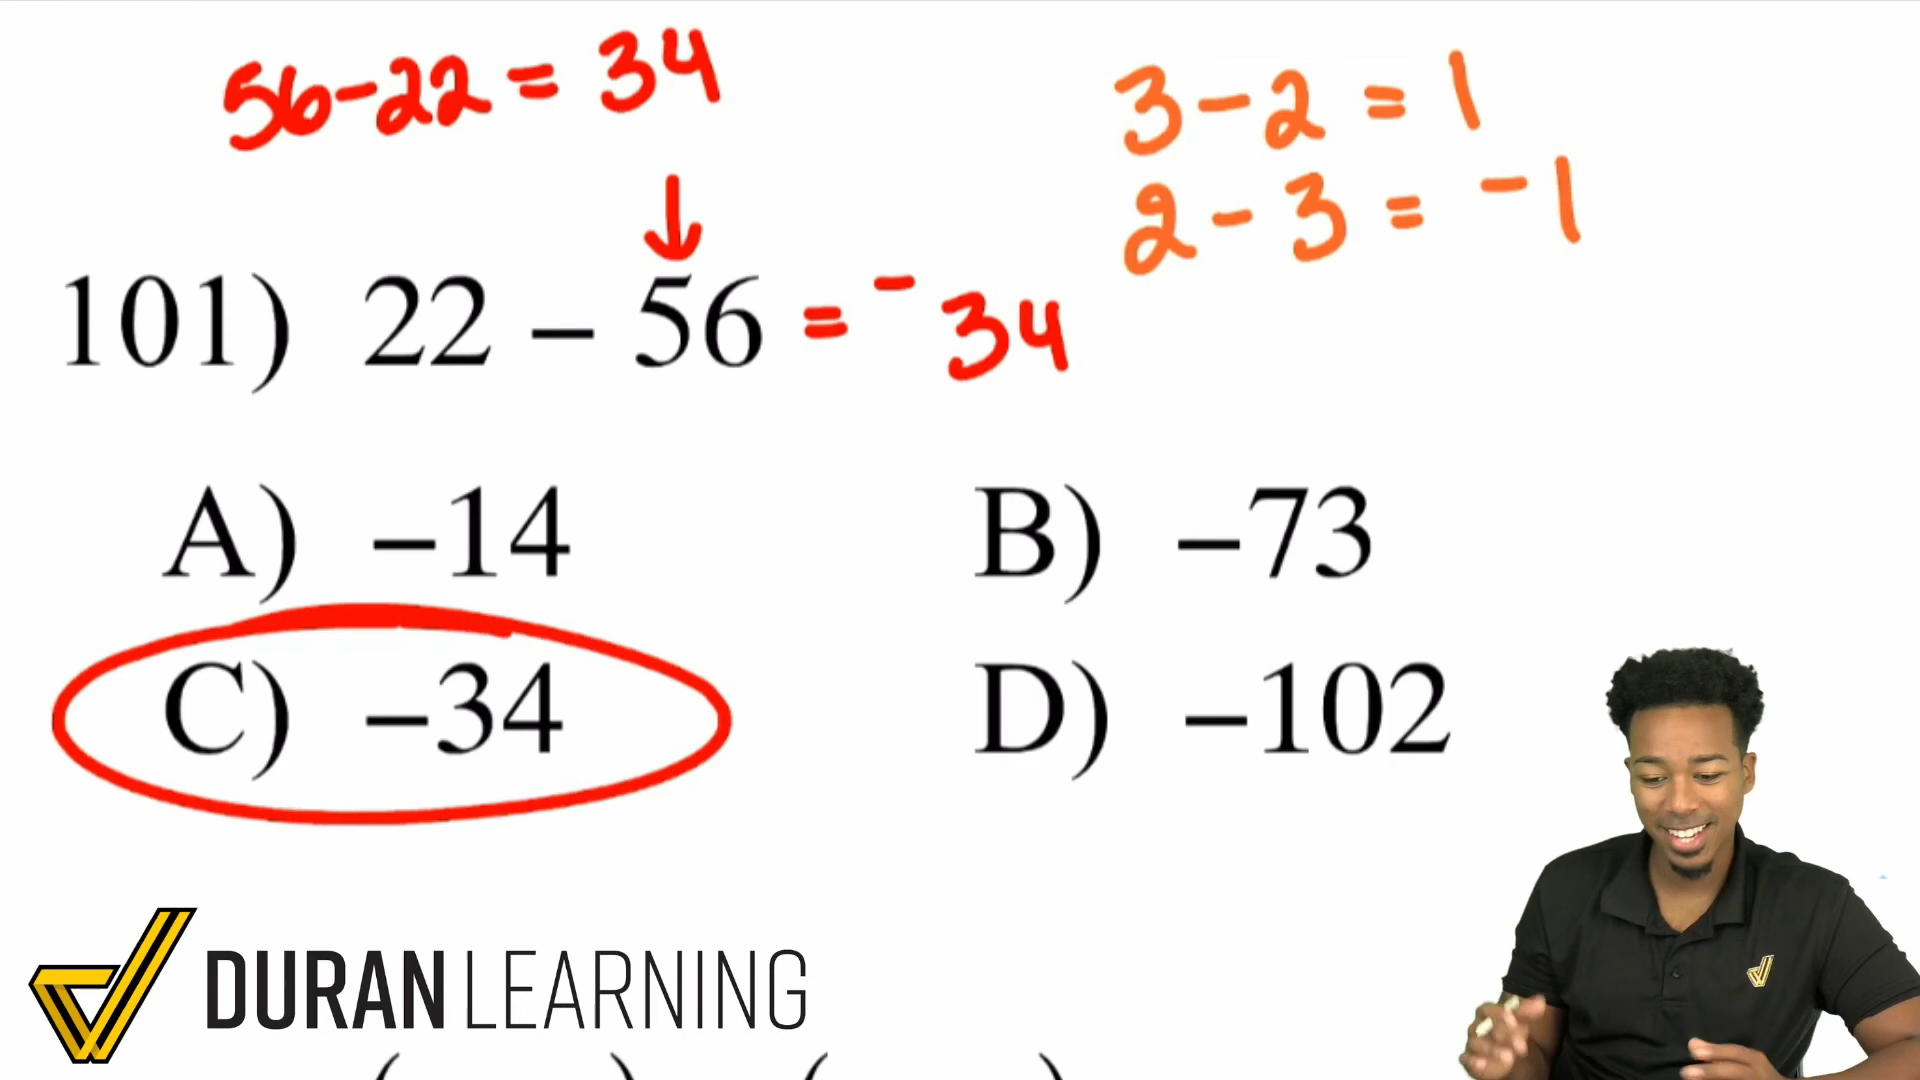 56-22 = 34
3-2 = 1
2-3 = -1
101) 22 – 56 = -34
A) –14
B) –73
C) –34
D) –102
DURAN LEARNING